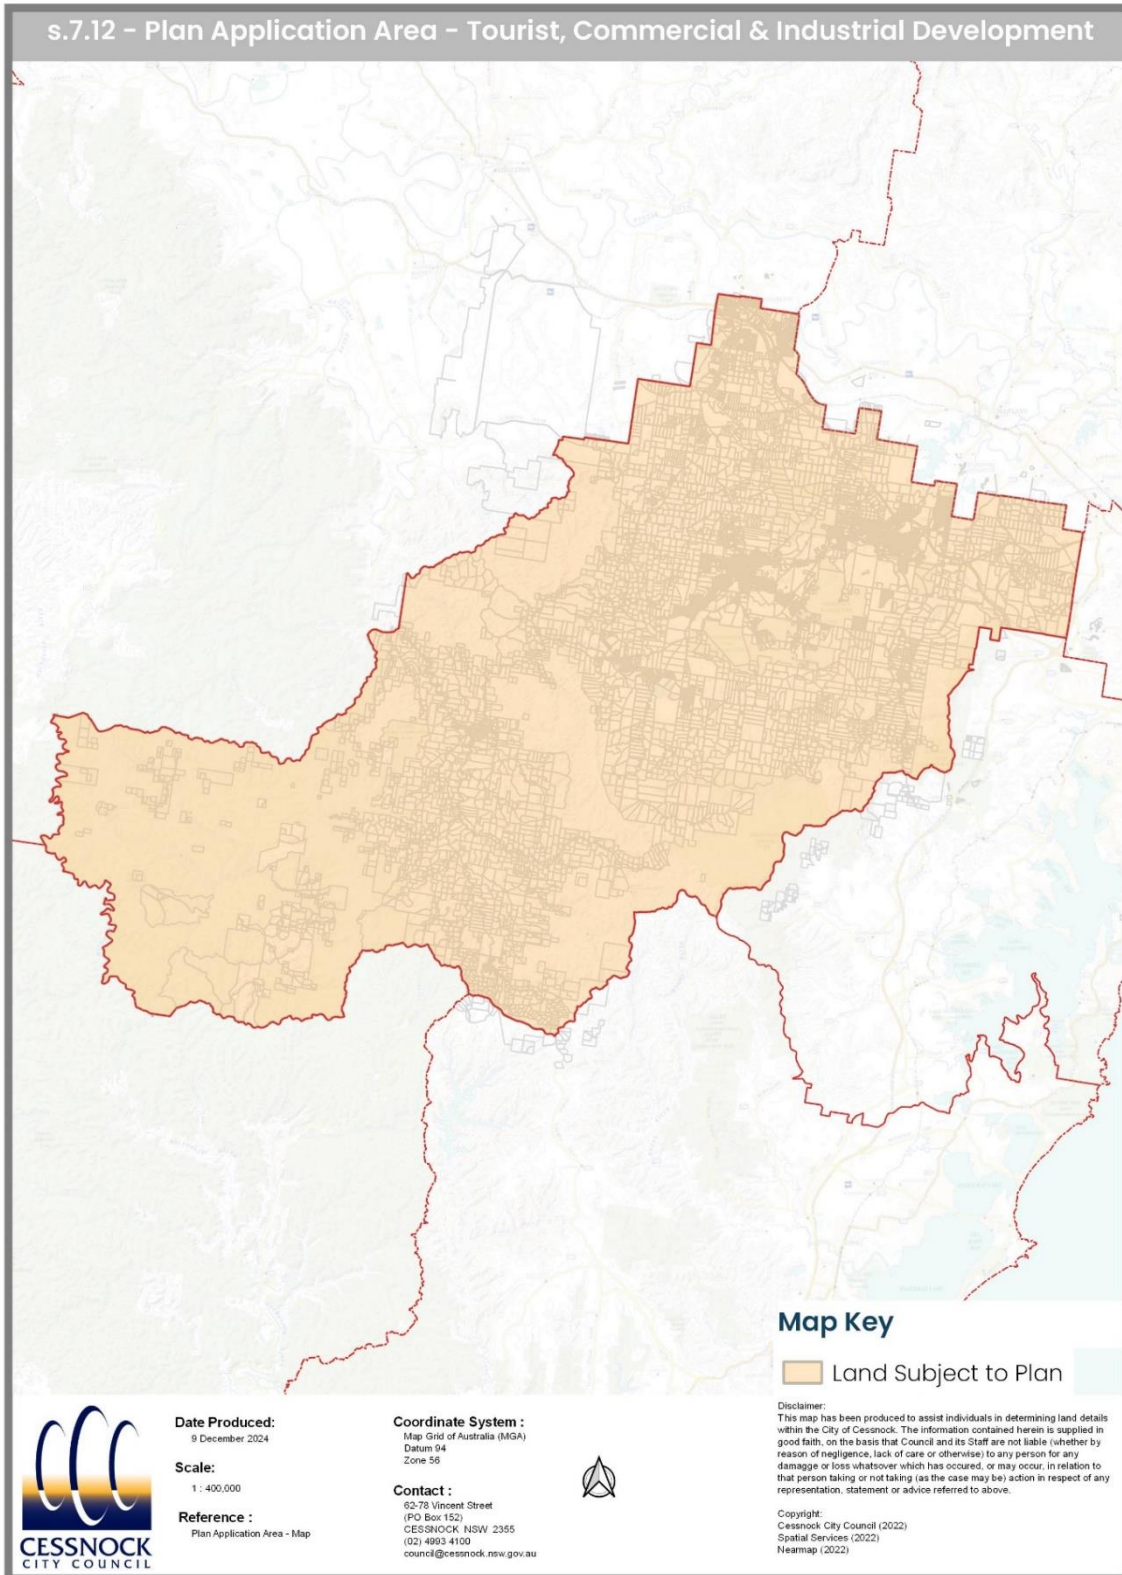 s.7.12 - Plan Application Area - Tourist, Commercial & Industrial Development
Map Key
Land Subject to Plan
Disclaimer:
This map has been produced to assist individuals in determining land details
within the City of Cessnock. The information contained herein is supplied in
good faith, on the basis that Council and its Staff are not liable (whether by
reason of negligence, lack of care or otherwise) to any person for any
damagge or loss whatsover which has occured, or may occur, in relation to
that person taking or not taking (as the case may be) action in respect of any
representation, statement or advice referred to above.
Copyright:
Cessnock City Council (2022)
Spatial Services (2022)
Nearmap (2022)
CESSNOCK
CITY COUNCIL
Date Produced:
9 December 2024
Scale:
1 : 400,000
Reference :
Plan Application Area - Map
Coordinate System :
Map Grid of Australia (MGA)
Datum 94
Zone 56
Contact :
62-78 Vincent Street
(PO Box 152)
CESSNOCK NSW 2355
(02) 4993 4100
council@cessnock.nsw.gov.au